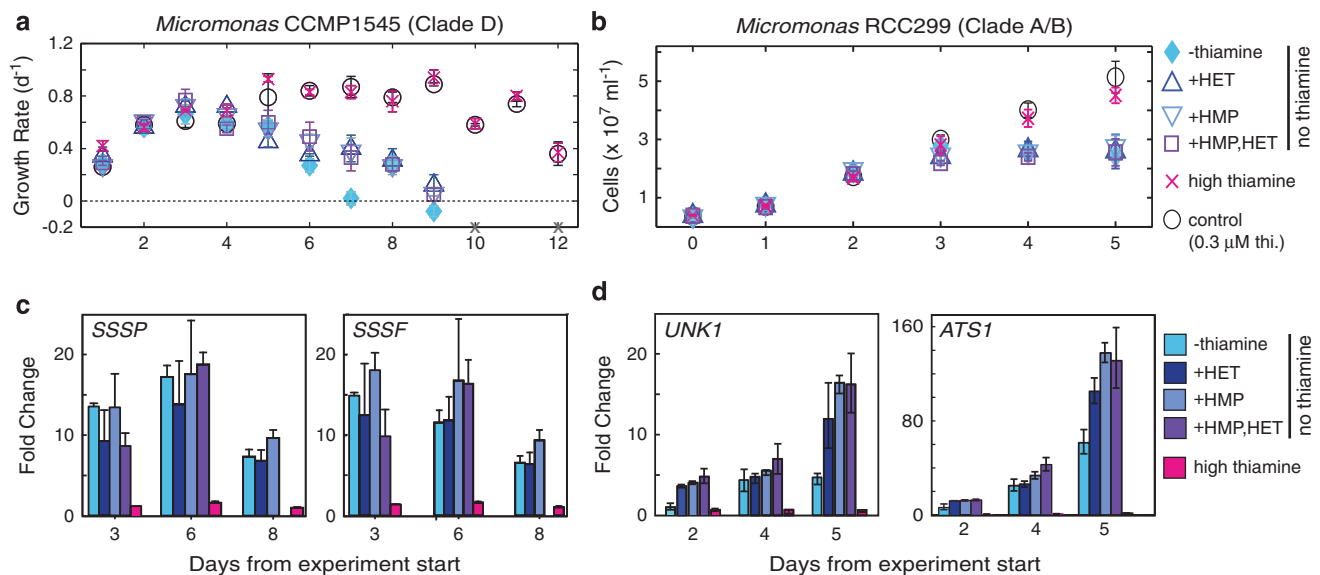 a
Micromonas CCMP1545 (Clade D)
Growth Rate (d-1)
1.2
0.8
0.4
0
-0.2
2
4
6
8
10
12
b
Micromonas RCC299 (Clade A/B)
Cells (x 10^7 ml-1)
5
3
1
0
1
2
3
4
5
-thiamine
+HET
+HMP
+HMP,HET
no thiamine
high thiamine
control
(0.3 µM thi.)
c
Fold Change
SSSP
20
10
0
3
6
8
SSSF
20
10
0
3
6
8
Days from experiment start
d
Fold Change
UNK1
20
10
0
2
4
5
ATS1
160
80
0
2
4
5
Days from experiment start
-thiamine
+HET
+HMP
+HMP,HET
no thiamine
high thiamine